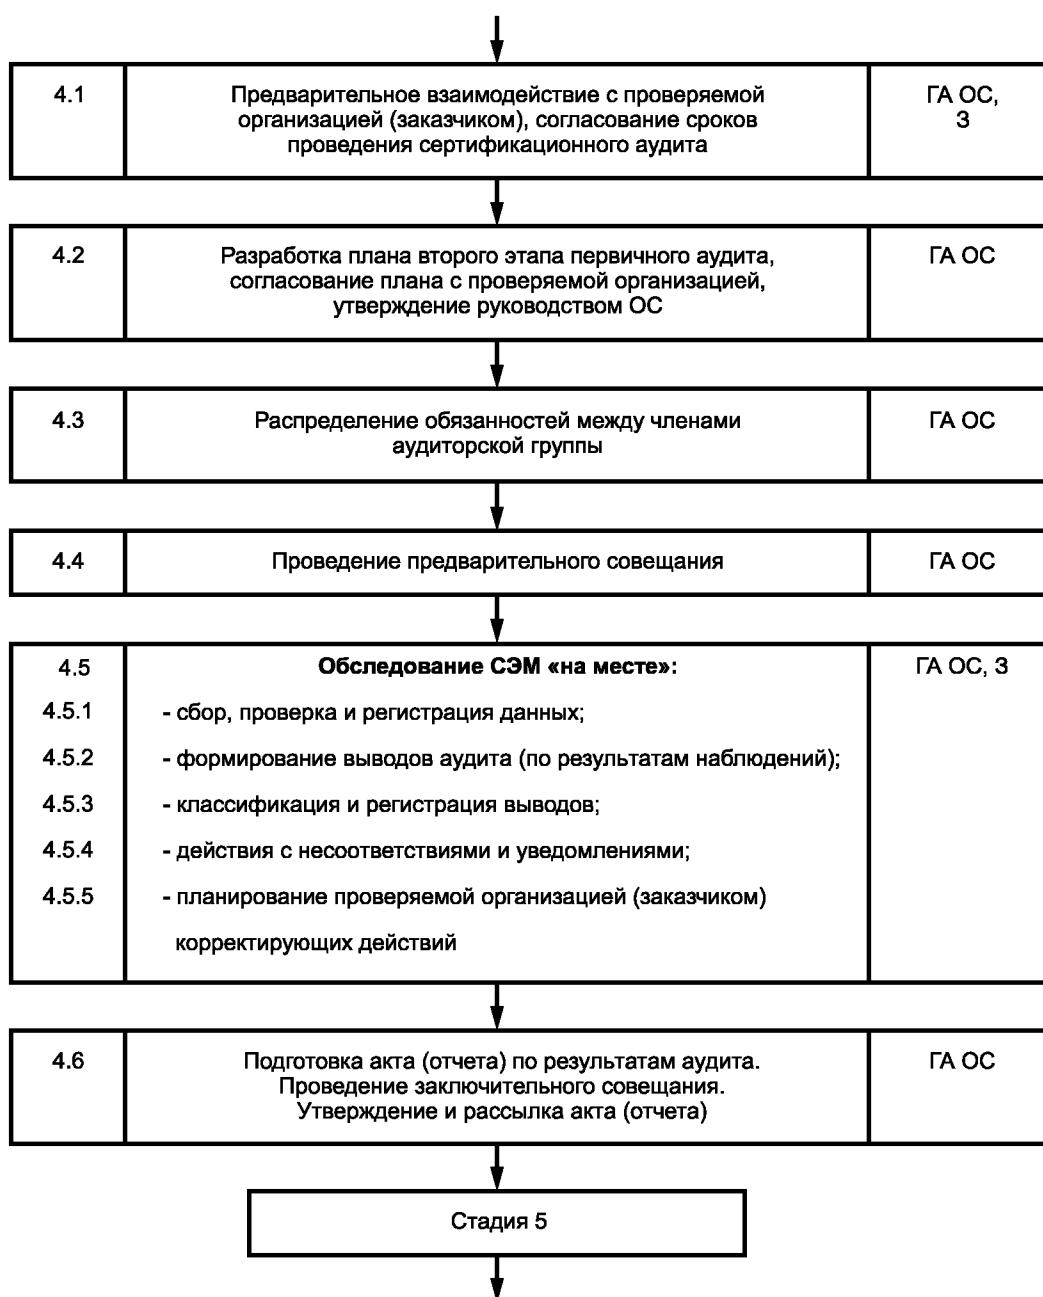 4.1
Предварительное взаимодействие с проверяемой
организацией (заказчиком), согласование сроков
проведения сертификационного аудита
ГА ОС,
З
4.2
Разработка плана второго этапа первичного аудита,
согласование плана с проверяемой организацией,
утверждение руководством ОС
ГА ОС
4.3
Распределение обязанностей между членами
аудиторской группы
ГА ОС
4.4
Проведение предварительного совещания
ГА ОС
4.5
Обследование СЭМ «на месте»:
ГА ОС, З
4.5.1
- сбор, проверка и регистрация данных;
4.5.2
- формирование выводов аудита (по результатам наблюдений);
4.5.3
- классификация и регистрация выводов;
4.5.4
- действия с несоответствиями и уведомлениями;
4.5.5
- планирование проверяемой организацией (заказчиком)
корректирующих действий
4.6
Подготовка акта (отчета) по результатам аудита.
Проведение заключительного совещания.
Утверждение и рассылка акта (отчета)
ГА ОС
Стадия 5